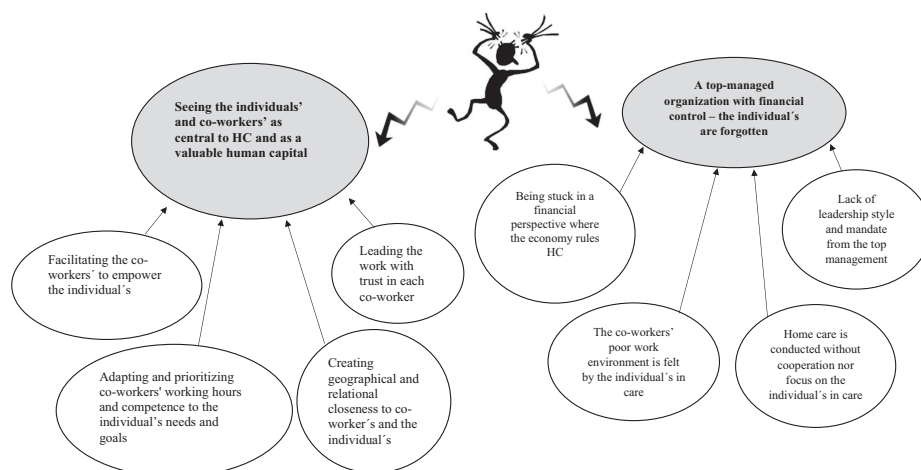 Seeing the individuals’
and co-workers’ as
central to HC and as a
valuable human capital
A top-managed
organization with financial
control – the individual´s
are forgotten
Facilitating the co-
workers´ to empower
the individual´s
Leading the
work with
trust in each
co-worker
Adapting and prioritizing
co-workers' working hours
and competence to the
individual’s needs and
goals
Creating
geographical and
relational
closeness to co-
worker´s and the
individual´s
Being stuck in a
financial
perspective where
the economy rules
HC
Lack of
leadership style
and mandate
from the top
management
The co-workers’
poor work
environment is felt
by the individual´s in
care
Home care is
conducted without
cooperation nor
focus on the
individual´s in care